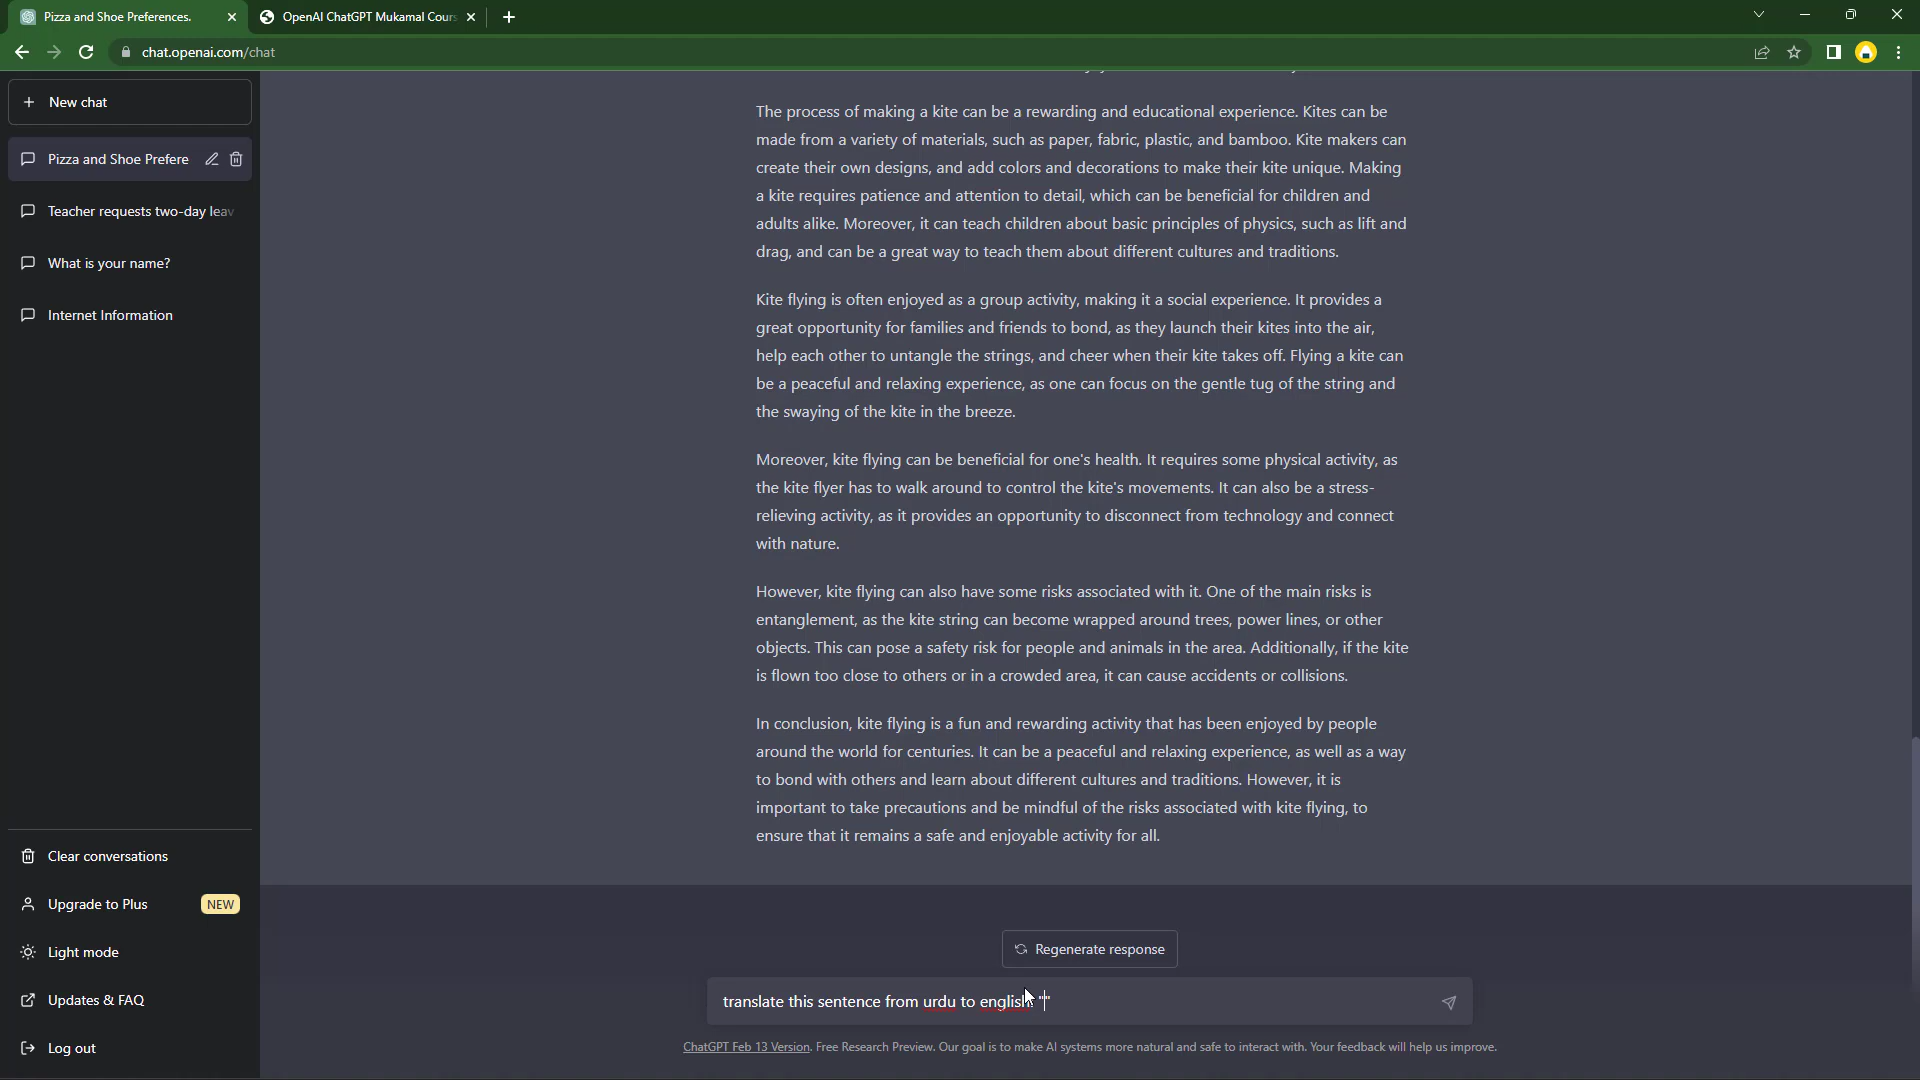 Pizza and Shoe Preferences.
OpenAI ChatGPT Mukamal Cours
chat.openai.com/chat
New chat
Pizza and Shoe Prefere
Teacher requests two-day leav
What is your name?
Internet Information
The process of making a kite can be a rewarding and educational experience. Kites can be
made from a variety of materials, such as paper, fabric, plastic, and bamboo. Kite makers can
create their own designs, and add colors and decorations to make their kite unique. Making
a kite requires patience and attention to detail, which can be beneficial for children and
adults alike. Moreover, it can teach children about basic principles of physics, such as lift and
drag, and can be a great way to teach them about different cultures and traditions.
Kite flying is often enjoyed as a group activity, making it a social experience. It provides a
great opportunity for families and friends to bond, as they launch their kites into the air,
help each other to untangle the strings, and cheer when their kite takes off. Flying a kite can
be a peaceful and relaxing experience, as one can focus on the gentle tug of the string and
the swaying of the kite in the breeze.
Moreover, kite flying can be beneficial for one's health. It requires some physical activity, as
the kite flyer has to walk around to control the kite's movements. It can also be a stress-
relieving activity, as it provides an opportunity to disconnect from technology and connect
with nature.
However, kite flying can also have some risks associated with it. One of the main risks is
entanglement, as the kite string can become wrapped around trees, power lines, or other
objects. This can pose a safety risk for people and animals in the area. Additionally, if the kite
is flown too close to others or in a crowded area, it can cause accidents or collisions.
In conclusion, kite flying is a fun and rewarding activity that has been enjoyed by people
around the world for centuries. It can be a peaceful and relaxing experience, as well as a way
to bond with others and learn about different cultures and traditions. However, it is
important to take precautions and be mindful of the risks associated with kite flying, to
ensure that it remains a safe and enjoyable activity for all.
Clear conversations
Upgrade to Plus NEW
Light mode
Updates & FAQ
Log out
Regenerate response
translate this sentence from urdu to english ""
ChatGPT Feb 13 Version. Free Research Preview. Our goal is to make AI systems more natural and safe to interact with. Your feedback will help us improve.